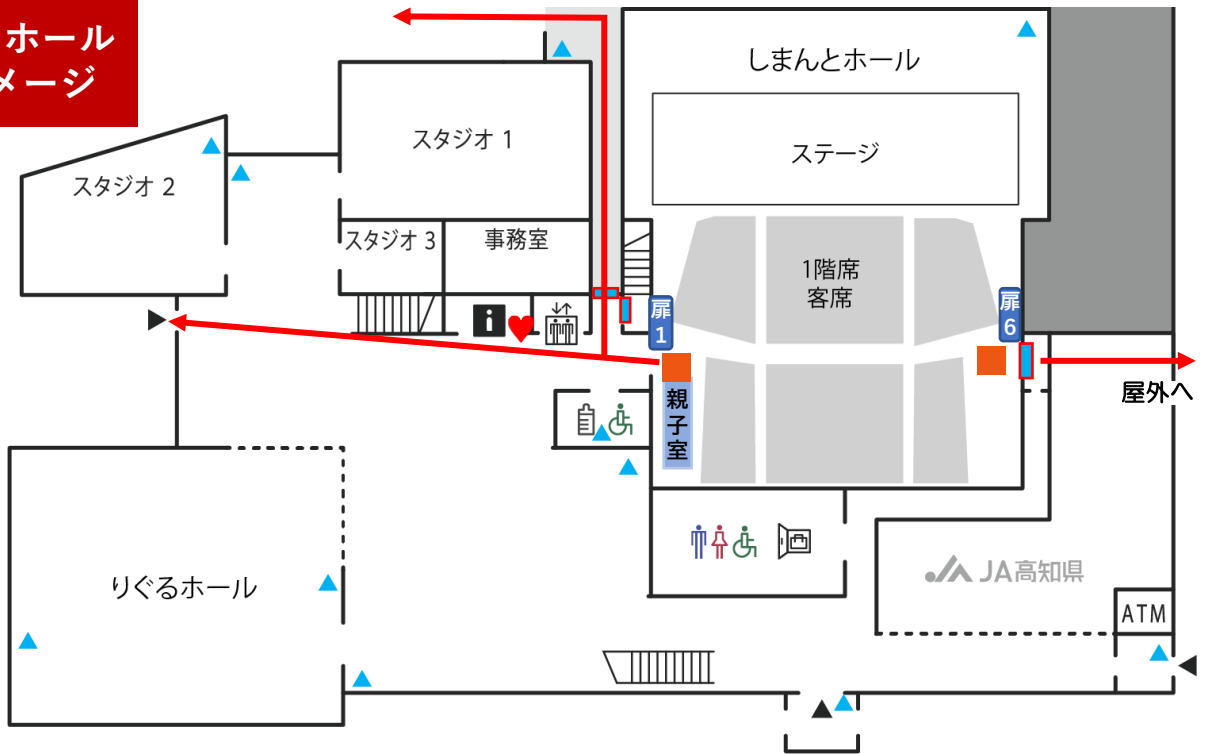 ホール
メージ
しまんとホール
ステージ
スタジオ 1
スタジオ 2
スタジオ 3
事務室
1階席
客席
扉
1
扉
6
i
親
子
室
屋外へ
りぐるホール
JA高知県
ATM